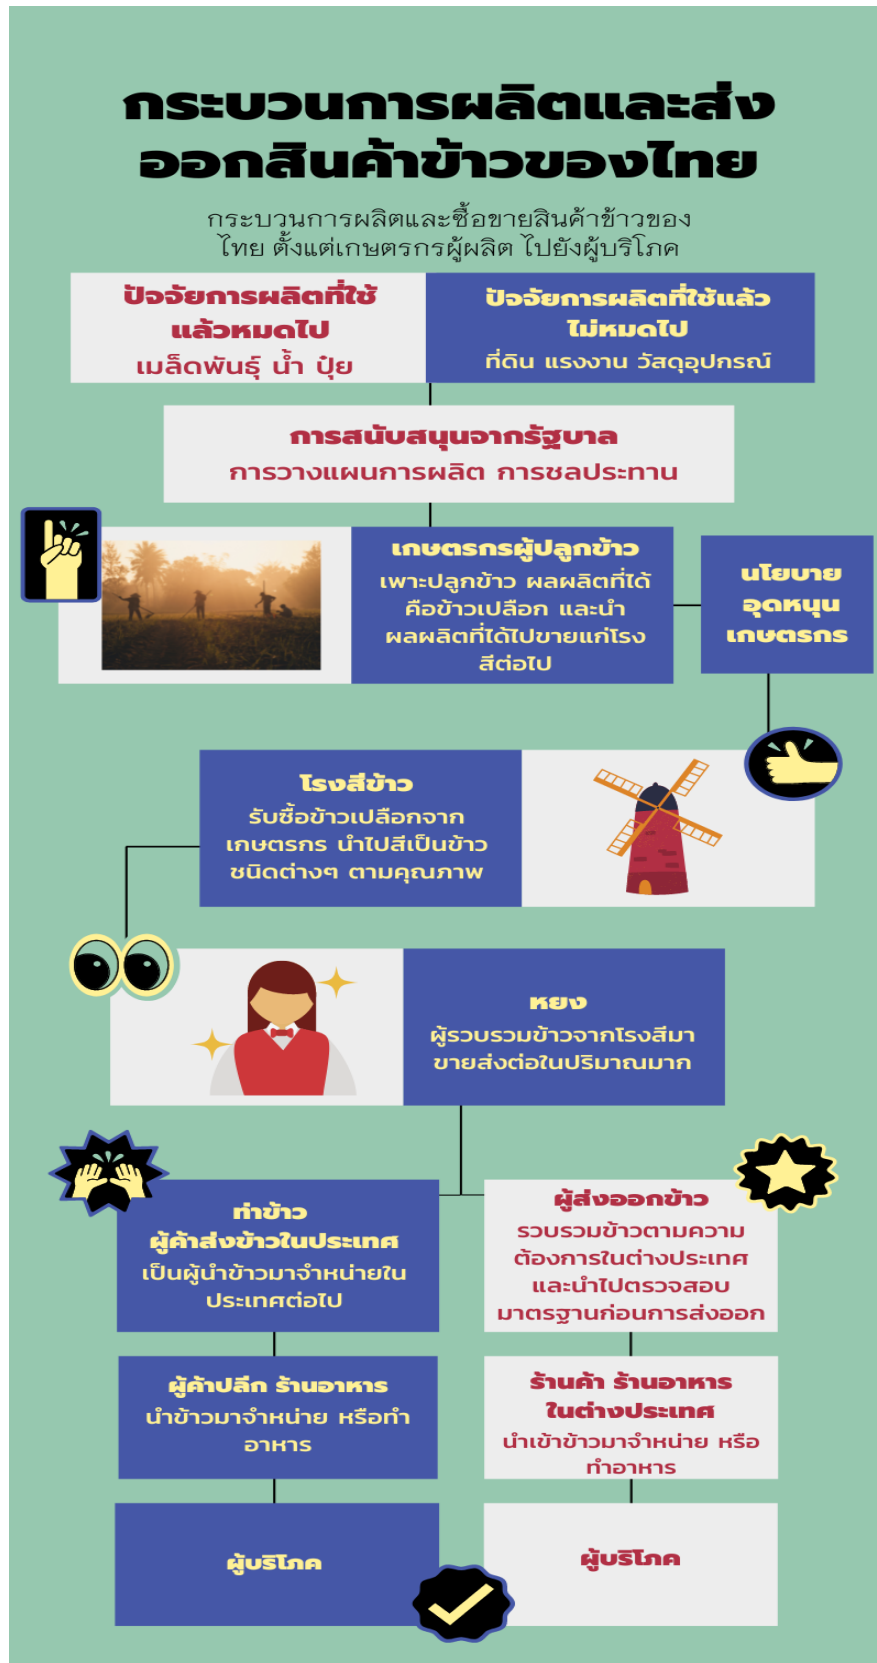 กระบวนการผลิตและส่ง
ออกสินค้าข้าวของไทย
กระบวนการผลิตและซื้อขายสินค้าข้าวของ
ไทย ตั้งแต่เกษตรกรผู้ผลิต ไปยังผู้บริโภค
ปัจจัยการผลิตที่ใช้
แล้วหมดไป
เมล็ดพันธุ์ น้ำ ปุ๋ย
ปัจจัยการผลิตที่ใช้แล้ว
ไม่หมดไป
ที่ดิน แรงงาน วัสดุอุปกรณ์
การสนับสนุนจากรัฐบาล
การวางแผนการผลิต การชลประทาน
เกษตรกรผู้ปลูกข้าว
เพาะปลูกข้าว ผลผลิตที่ได้
คือข้าวเปลือก และนำ
ผลผลิตที่ได้ไปขายแก่โรง
สีต่อไป
นโยบาย
อุดหนุน
เกษตรกร
โรงสีข้าว
รับซื้อข้าวเปลือกจาก
เกษตรกร นำไปสีเป็นข้าว
ชนิดต่างๆ ตามคุณภาพ
หยง
ผู้รวบรวมข้าวจากโรงสีมา
ขายส่งต่อในปริมาณมาก
ท่าข้าว
ผู้ค้าส่งข้าวในประเทศ
เป็นผู้นำข้าวมาจำหน่ายใน
ประเทศต่อไป
ผู้ส่งออกข้าว
รวบรวมข้าวตามความ
ต้องการในต่างประเทศ
และนำไปตรวจสอบ
มาตรฐานก่อนการส่งออก
ผู้ค้าปลีก ร้านอาหาร
นำข้าวมาจำหน่าย หรือทำ
อาหาร
ร้านค้า ร้านอาหาร
ในต่างประเทศ
นำเข้าข้าวมาจำหน่าย หรือ
ทำอาหาร
ผู้บริโภค
ผู้บริโภค